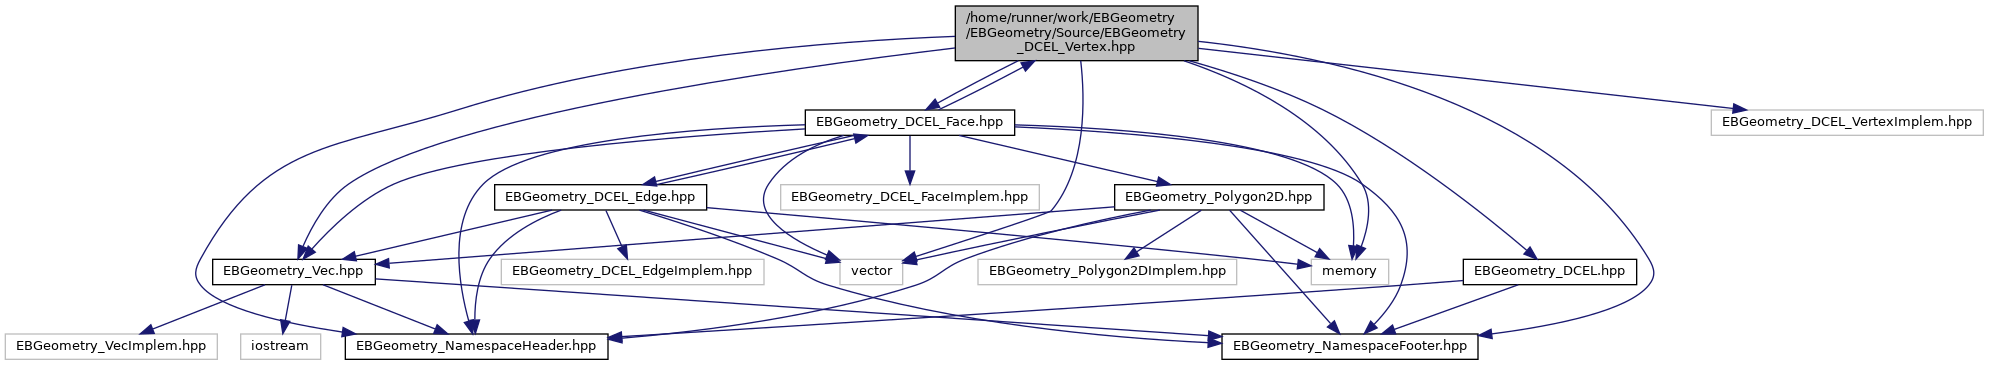 /home/runner/work/EBGeometry
/EBGeometry/Source/EBGeometry
_DCEL_Vertex.hpp
EBGeometry_DCEL_Face.hpp
EBGeometry_DCEL_VertexImplem.hpp
EBGeometry_DCEL_Edge.hpp
EBGeometry_DCEL_FaceImplem.hpp
EBGeometry_Polygon2D.hpp
EBGeometry_Vec.hpp
EBGeometry_DCEL_EdgeImplem.hpp
vector
EBGeometry_Polygon2DImplem.hpp
memory
EBGeometry_DCEL.hpp
EBGeometry_VecImplem.hpp
iostream
EBGeometry_NamespaceHeader.hpp
EBGeometry_NamespaceFooter.hpp